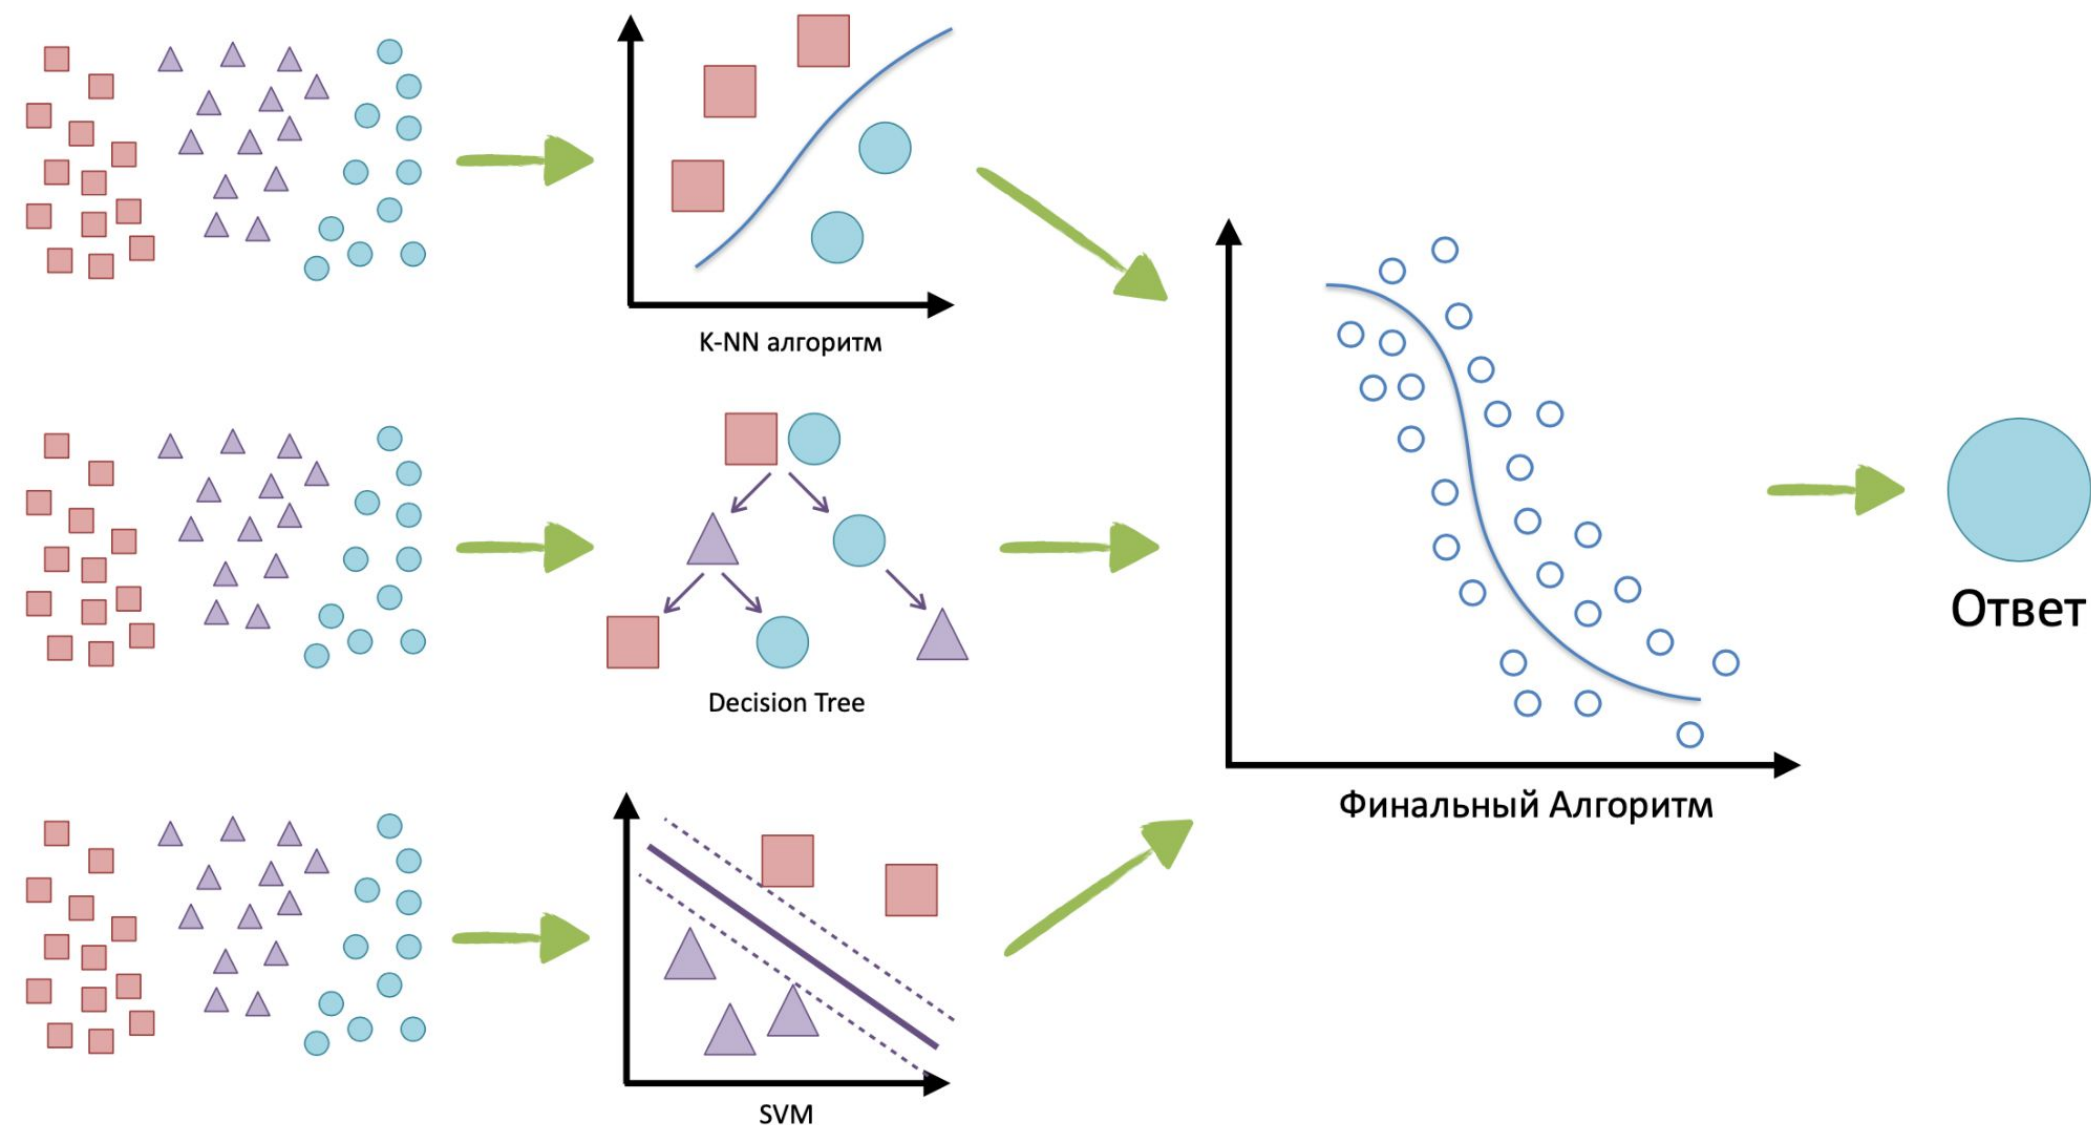 K-NN алгоритм
Decision Tree
SVM
Финальный Алгоритм
Ответ